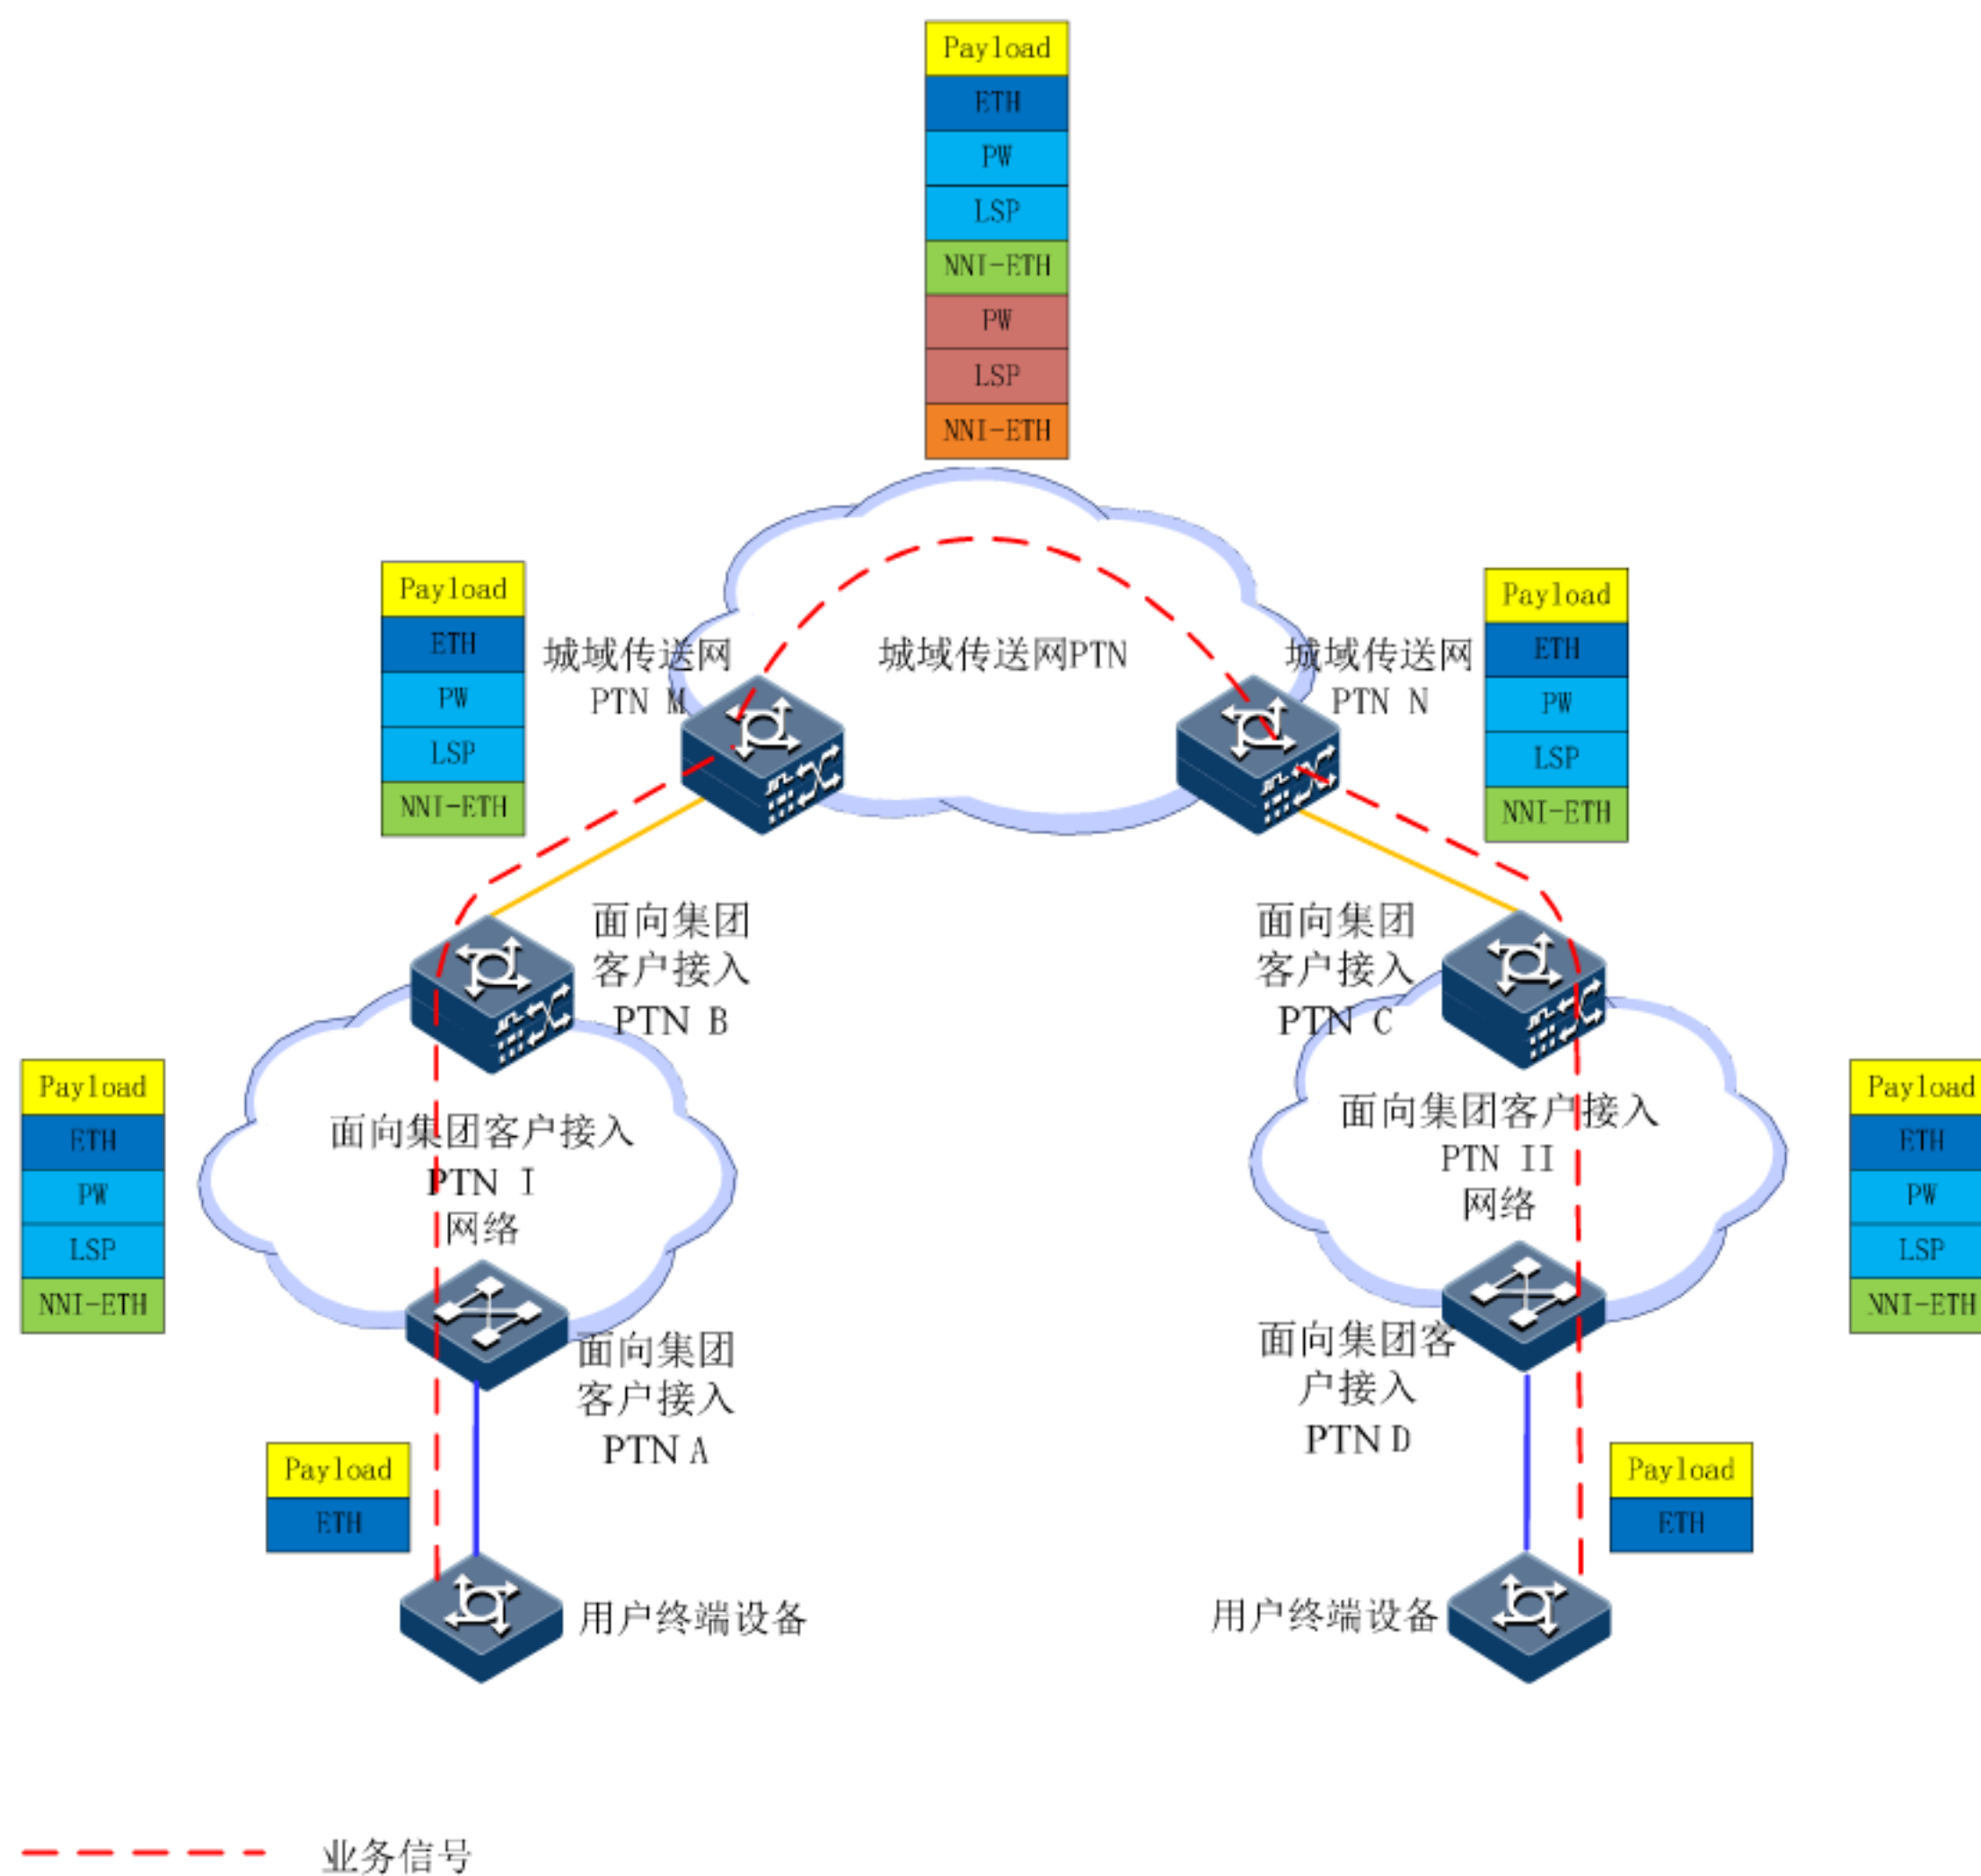 Payload
ETH
PW
LSP
NNI-ETH
PW
LSP
NNI-ETH
Payload
ETH
PW
LSP
NNI-ETH
城域传送网
PTN M
城域传送网PTN
城域传送网
PTN N
Payload
ETH
PW
LSP
NNI-ETH
面向集团
客户接入
PTN B
面向集团
客户接入
PTN C
Payload
ETH
PW
LSP
NNI-ETH
面向集团客户接入
PTN I
网络
面向集团客户接入
PTN II
网络
Payload
ETH
PW
LSP
NNI-ETH
面向集团
客户接入
PTN A
面向集团客
户接入
PTN D
Payload
ETH
Payload
ETH
用户终端设备
用户终端设备
业务信号